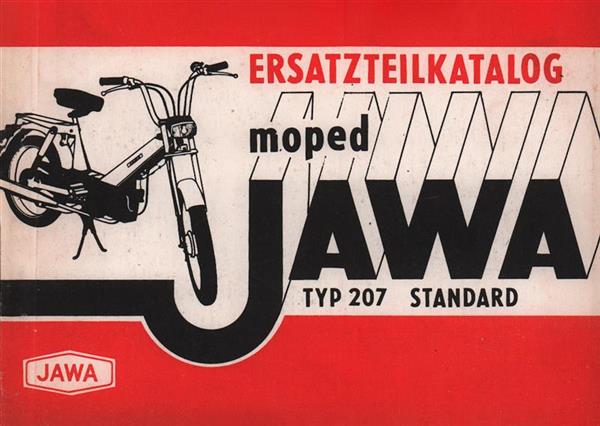 ERSATZTEILKATALOG
moped
JAWA
TYP 207 STANDARD
JAWA